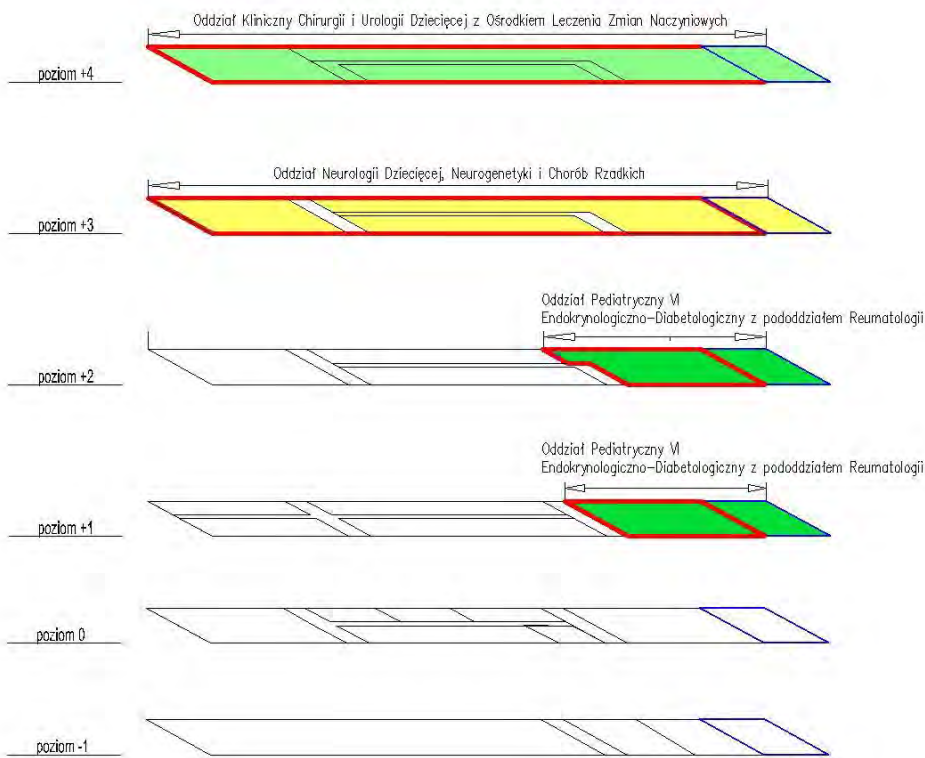 Oddział Kliniczny Chirurgii i Urologii Dziecięcej z Ośrodkiem Leczenia Zmian Naczyniowych
poziom +4
Oddział Neurologii Dziecięcej, Neurogenetyki i Chorób Rzadkich
poziom +3
Oddział Pediatryczny VI
Endokrynologiczno-Diabetologiczny z pododdziałem Reumatologii
poziom +2
Oddział Pediatryczny VI
Endokrynologiczno-Diabetologiczny z pododdziałem Reumatologii
poziom +1
poziom 0
poziom -1